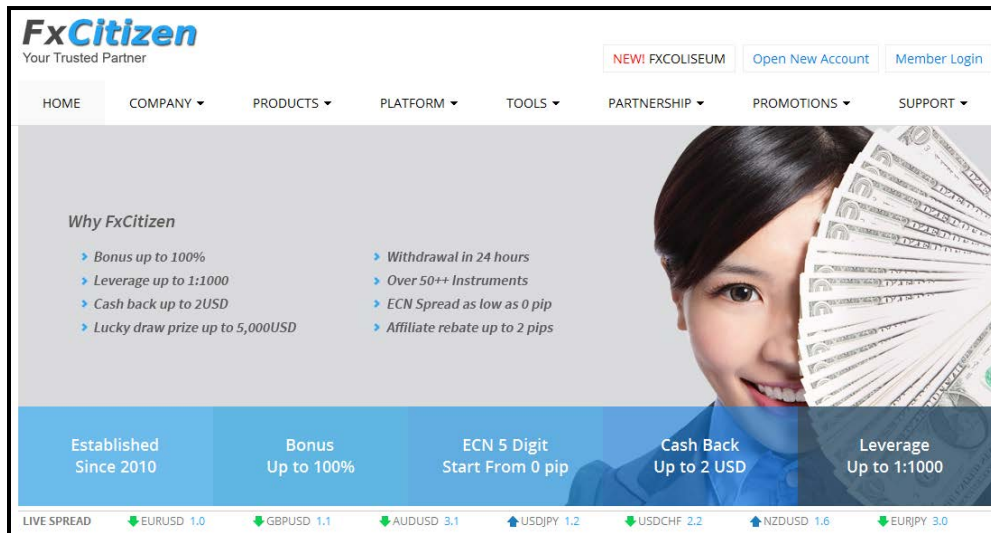 FxCitizen
Your Trusted Partner
NEW! FXCOLISEUM
Open New Account
Member Login
HOME
COMPANY
PRODUCTS
PLATFORM
TOOLS
PARTNERSHIP
PROMOTIONS
SUPPORT
Why FxCitizen
Bonus up to 100%
Leverage up to 1:1000
Cash back up to 2USD
Lucky draw prize up to 5,000USD
Withdrawal in 24 hours
Over 50++ Instruments
ECN Spread as low as 0 pip
Affiliate rebate up to 2 pips
Established
Since 2010
Bonus
Up to 100%
ECN 5 Digit
Start From 0 pip
Cash Back
Up to 2 USD
Leverage
Up to 1:1000
LIVE SPREAD
EURUSD 1.0
GBPUSD 1.1
AUDUSD 3.1
USDJPY 1.2
USDCHF 2.2
NZDUSD 1.6
EURJPY 3.0